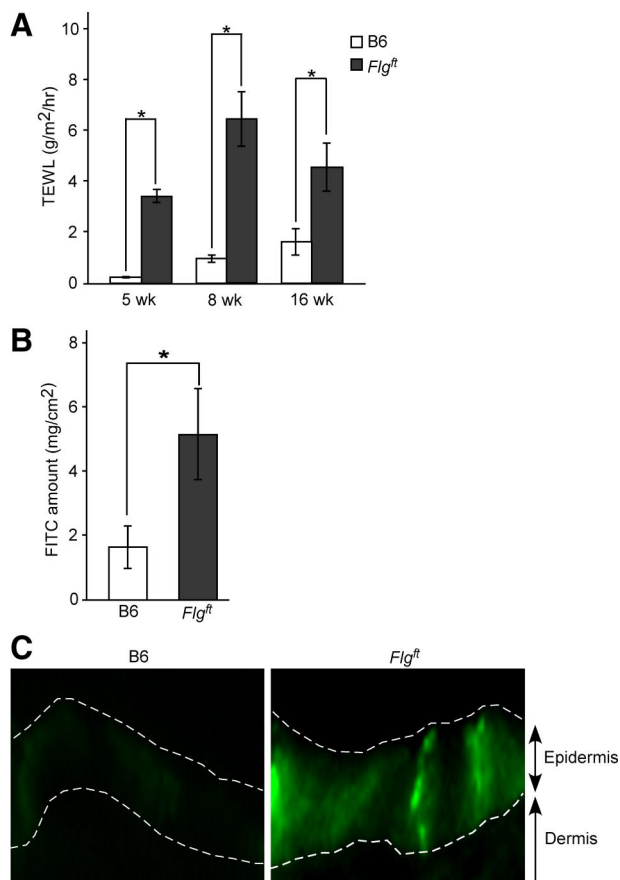 A
10
8
6
4
2
0
TEWL (g/m²/hr)
B6
Flgᶠᵗ
*
*
*
5 wk 8 wk 16 wk
B
8
6
4
2
0
FITC amount (mg/cm2)
*
B6 Flgᶠᵗ
C
B6 Flgᶠᵗ
Epidermis
Dermis